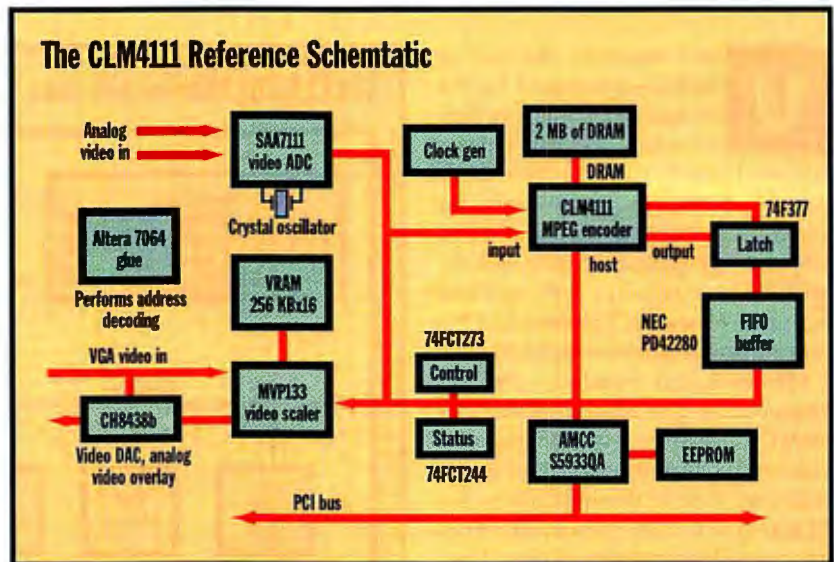 The CLM4111 Reference Schemtatic
Analog
video in
SAA7111
video ADC
Crystal oscillator
Clock gen
2 MB of DRAM
DRAM
CLM4111
MPEG encoder
input
host
output
74F377
Latch
Altera 7064
glue
Performs address
decoding
VRAM
256 KBx16
NEC
PD42280
FIFO
buffer
VGA video in
MVP133
video scaler
74FCT273
Control
Status
74FCT244
CH8438b
Video DAC, analog
video overlay
AMCC
S5933QA
EEPROM
PCI bus